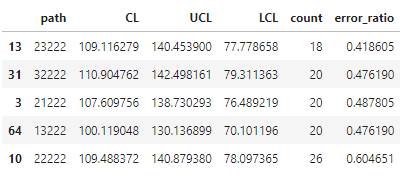 path CL UCL LCL count error_ratio
13 23222 109.116279 140.453900 77.778658 18 0.418605
31 32222 110.904762 142.498161 79.311363 20 0.476190
3 21222 107.609756 138.730293 76.489219 20 0.487805
64 13222 100.119048 130.136899 70.101196 20 0.476190
10 22222 109.488372 140.879380 78.097365 26 0.604651